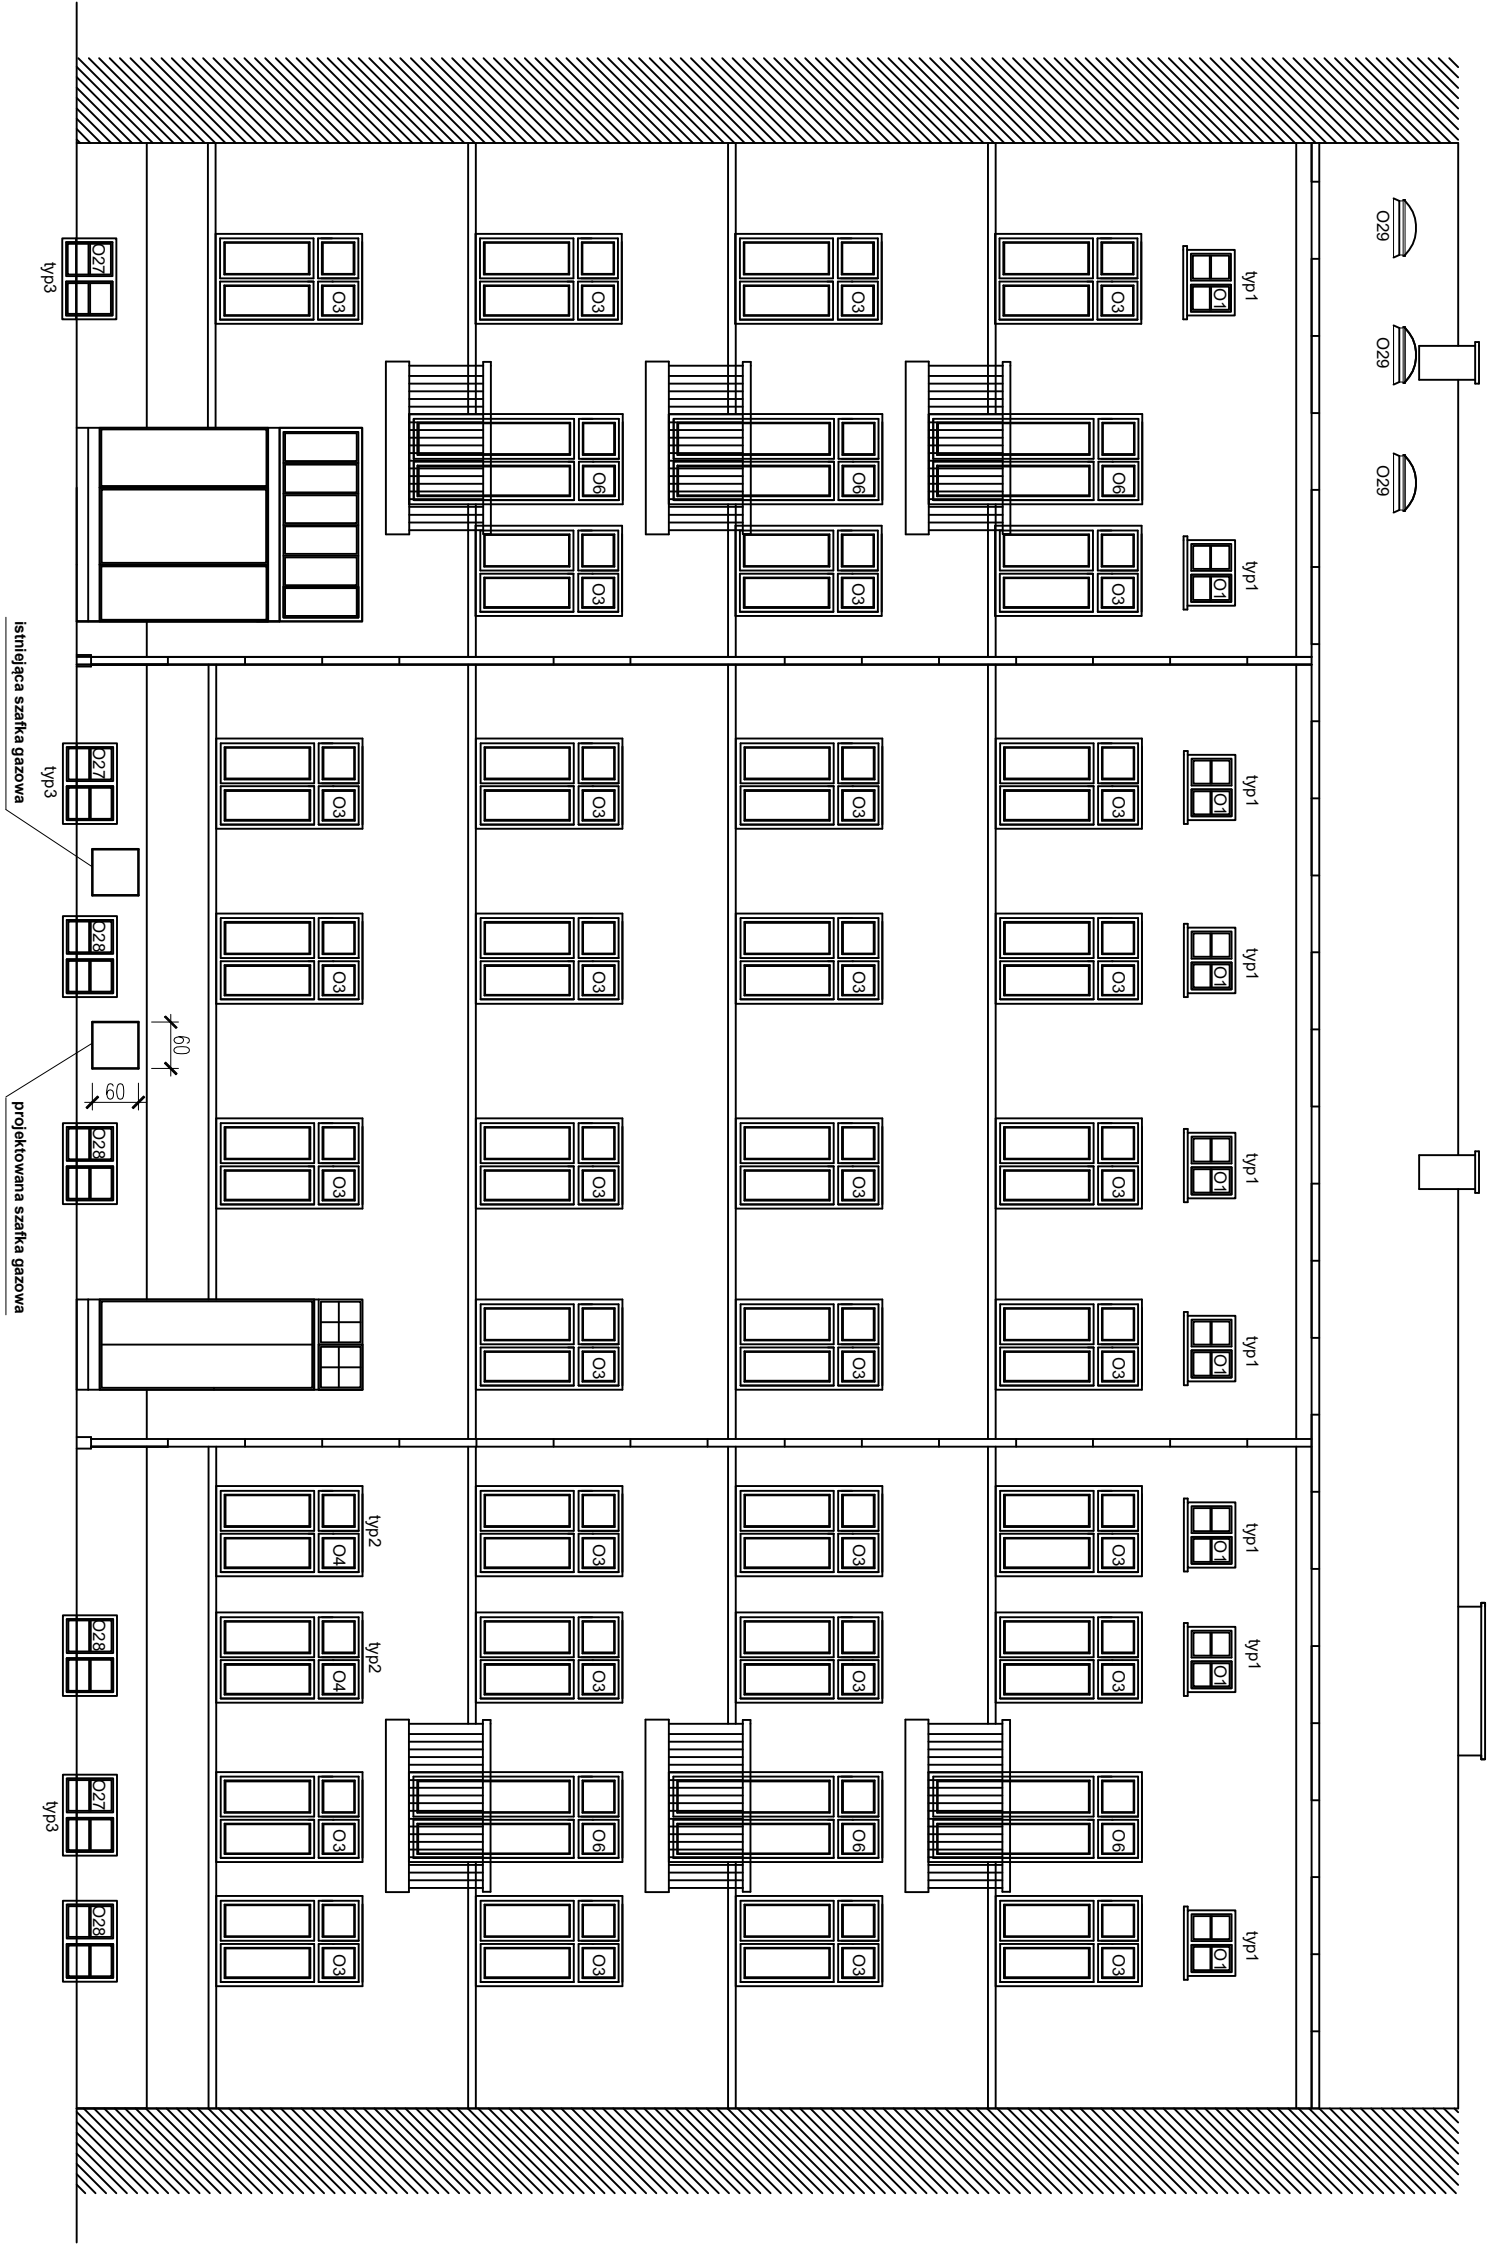 O29 O29 O29
typ1 typ1 typ1 typ1 typ1 typ1 typ1 typ1 typ1
O1 O1 O1 O1 O1 O1 O1 O1 O1
O3 O6 O3 O3 O3 O3 O3 O3 O3 O6 O3
O3 O6 O3 O3 O3 O3 O3 O3 O3 O6 O3
O3 O6 O3 O3 O3 O3 O3 O3 O3 O6 O3
typ2 typ2
O3 O3 O3 O3 O4 O4 O3 O3
60
60
O27 O27 O28 O28 O28 O27 O28
typ3 typ3 typ3
istniejąca szafka gazowa
projektowana szafka gazowa